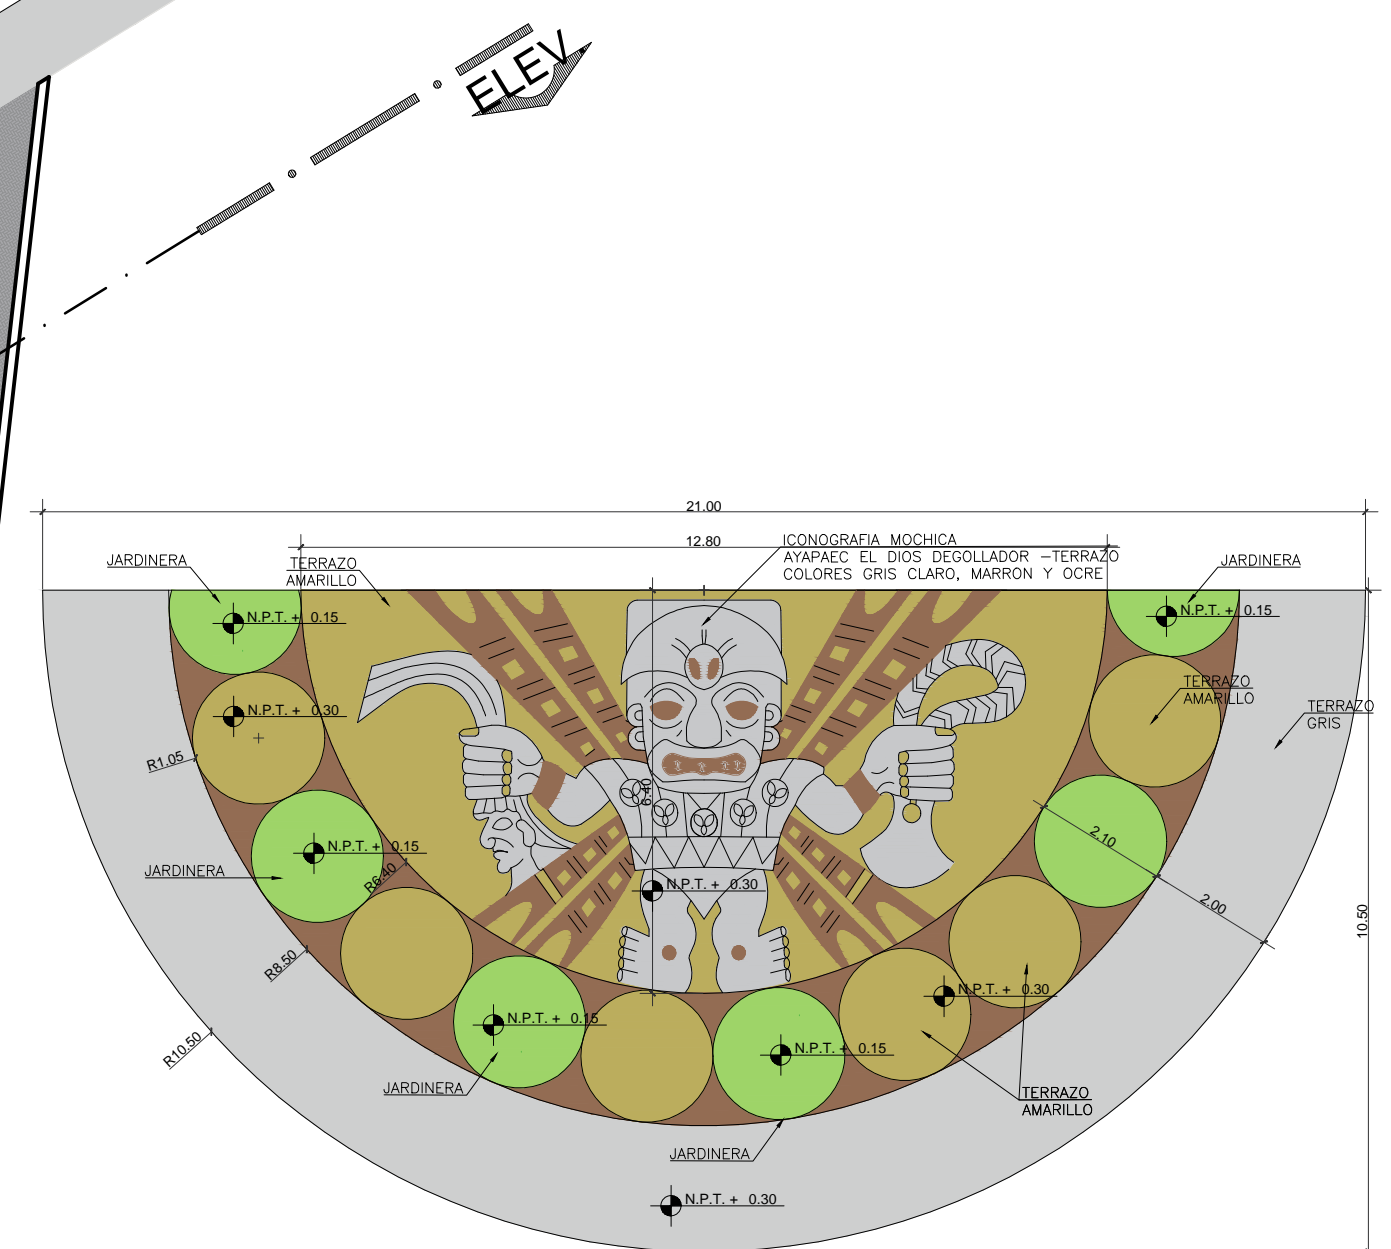 ELEV
21.00
12.80
ICONOGRAFIA MOCHICA
AYAPAEC EL DIOS DEGOLLADOR –TERRAZO
COLORES GRIS CLARO, MARRON Y OCRE
JARDINERA
TERRAZO
AMARILLO
JARDINERA
N.P.T. + 0.15
N.P.T. + 0.15
TERRAZO
AMARILLO
TERRAZO
GRIS
N.P.T. + 0.30
R1.05
6.40
2.10
N.P.T. + 0.15
JARDINERA
R6.40
N.P.T. + 0.30
2.00
10.50
R8.50
N.P.T. + 0.30
N.P.T. + 0.15
N.P.T. + 0.15
R10.50
JARDINERA
TERRAZO
AMARILLO
JARDINERA
N.P.T. + 0.30